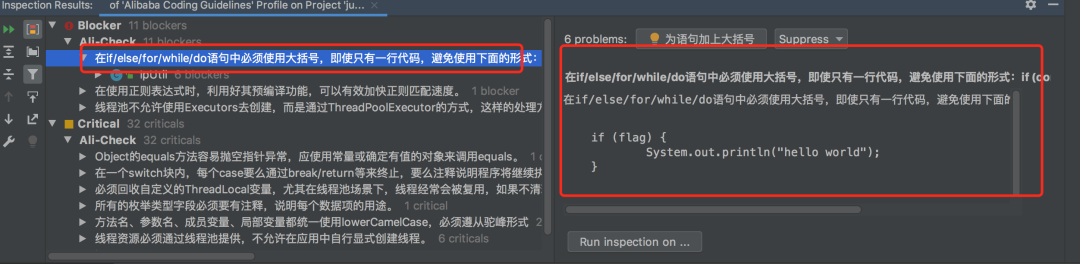 Inspection Results: of 'Alibaba Coding Guidelines' Profile on Project 'ju... ×
Blocker 11 blockers
Ali-Check 11 blockers
在if/else/for/while/do语句中必须使用大括号，即使只有一行代码，避免使用下面的形式：
IpUtil 6 blockers
在使用正则表达式时，利用好其预编译功能，可以有效加快正则匹配速度。 1 blocker
线程池不允许使用Executors去创建，而是通过ThreadPoolExecutor的方式，这样的处理方
Critical 32 criticals
Ali-Check 32 criticals
Object的equals方法容易抛空指针异常，应使用常量或确定有值的对象来调用equals。 1 c
在一个switch块内，每个case要么通过break/return等来终止，要么注释说明程序将继续执
必须回收自定义的ThreadLocal变量，尤其在线程池场景下，线程经常会被复用，如果不清
所有的枚举类型字段必须要有注释，说明每个数据项的用途。 1 critical
方法名、参数名、成员变量、局部变量都统一使用lowerCamelCase，必须遵从驼峰形式 2
线程资源必须通过线程池提供，不允许在应用中自行显式创建线程。 6 criticals
6 problems: 为语句加上大括号 Suppress
在if/else/for/while/do语句中必须使用大括号，即使只有一行代码，避免使用下面的形式：if (co
在if/else/for/while/do语句中必须使用大括号，即使只有一行代码，避免使用下面的
if (flag) {
System.out.println("hello world");
}
Run inspection on ...